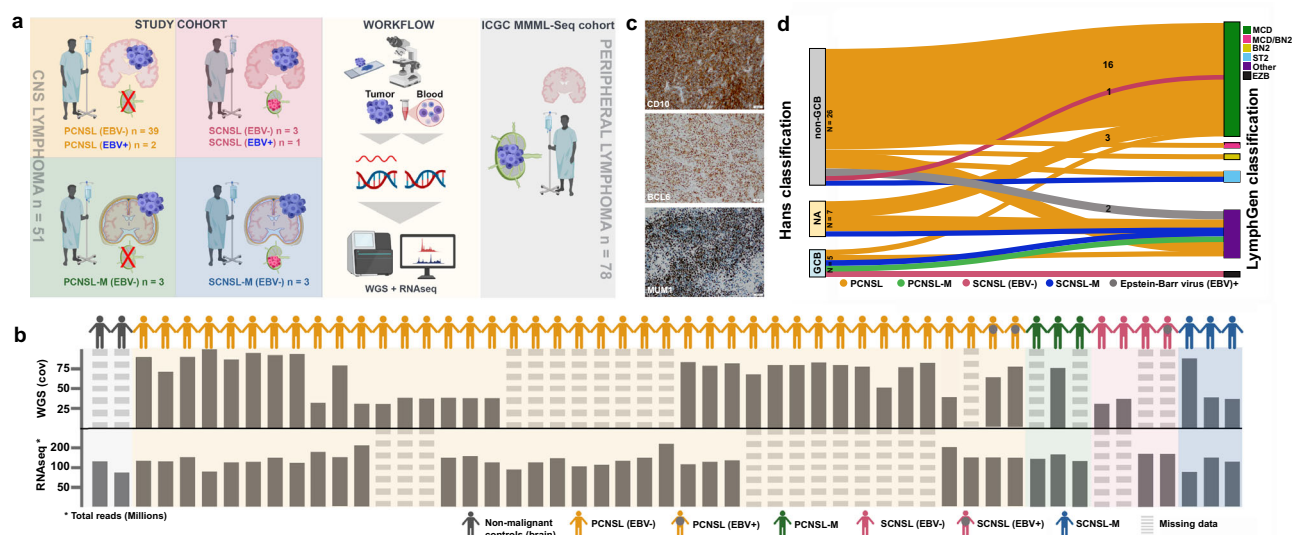 a
STUDY COHORT
WORKFLOW
ICGC MMML-Seq cohort
CNS LYMPHOMA n = 51
PCNSL (EBV-) n = 39
PCNSL (EBV+) n = 2
SCNSL (EBV-) n = 3
SCNSL (EBV+) n = 1
PCNSL-M (EBV-) n = 3
SCNSL-M (EBV-) n = 3
Tumor
Blood
WGS + RNAseq
PERIPHERAL LYMPHOMA n = 78
c
CD10
BCL6
MUM1
d
Hans classification
non-GCB
N = 26
NA
N = 7
GCB
N = 5
16
1
3
2
LymphGen classification
MCD
MCD/BN2
BN2
ST2
Other
EZB
PCNSL
PCNSL-M
SCNSL (EBV-)
SCNSL-M
Epstein-Barr virus (EBV)+
b
WGS (cov)
75
50
25
RNAseq *
200
100
50
* Total reads (Millions)
Non-malignant
controls (brain)
PCNSL (EBV-)
PCNSL (EBV+)
PCNSL-M
SCNSL (EBV-)
SCNSL (EBV+)
SCNSL-M
Missing data